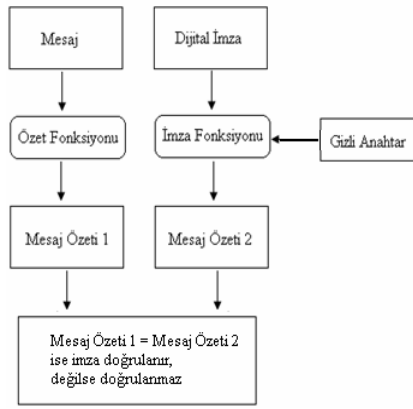 Mesaj
Dijital İmza
Özet Fonksiyonu
İmza Fonksiyonu
Gizli Anahtar
Mesaj Özeti 1
Mesaj Özeti 2
Mesaj Özeti 1 = Mesaj Özeti 2
ise imza doğrulanır,
değilse doğrulanmaz